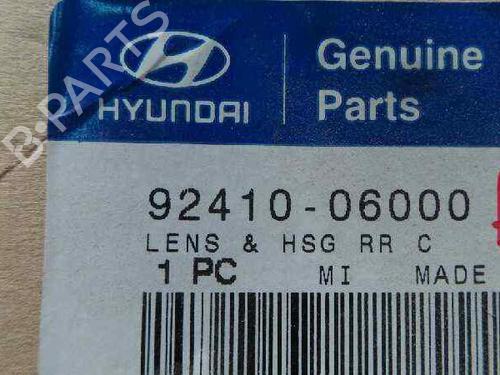 HYUNDAI
Genuine
Parts
B-PARTS
92410-06000
LENS & HSG RR C
1 PC MI MADE